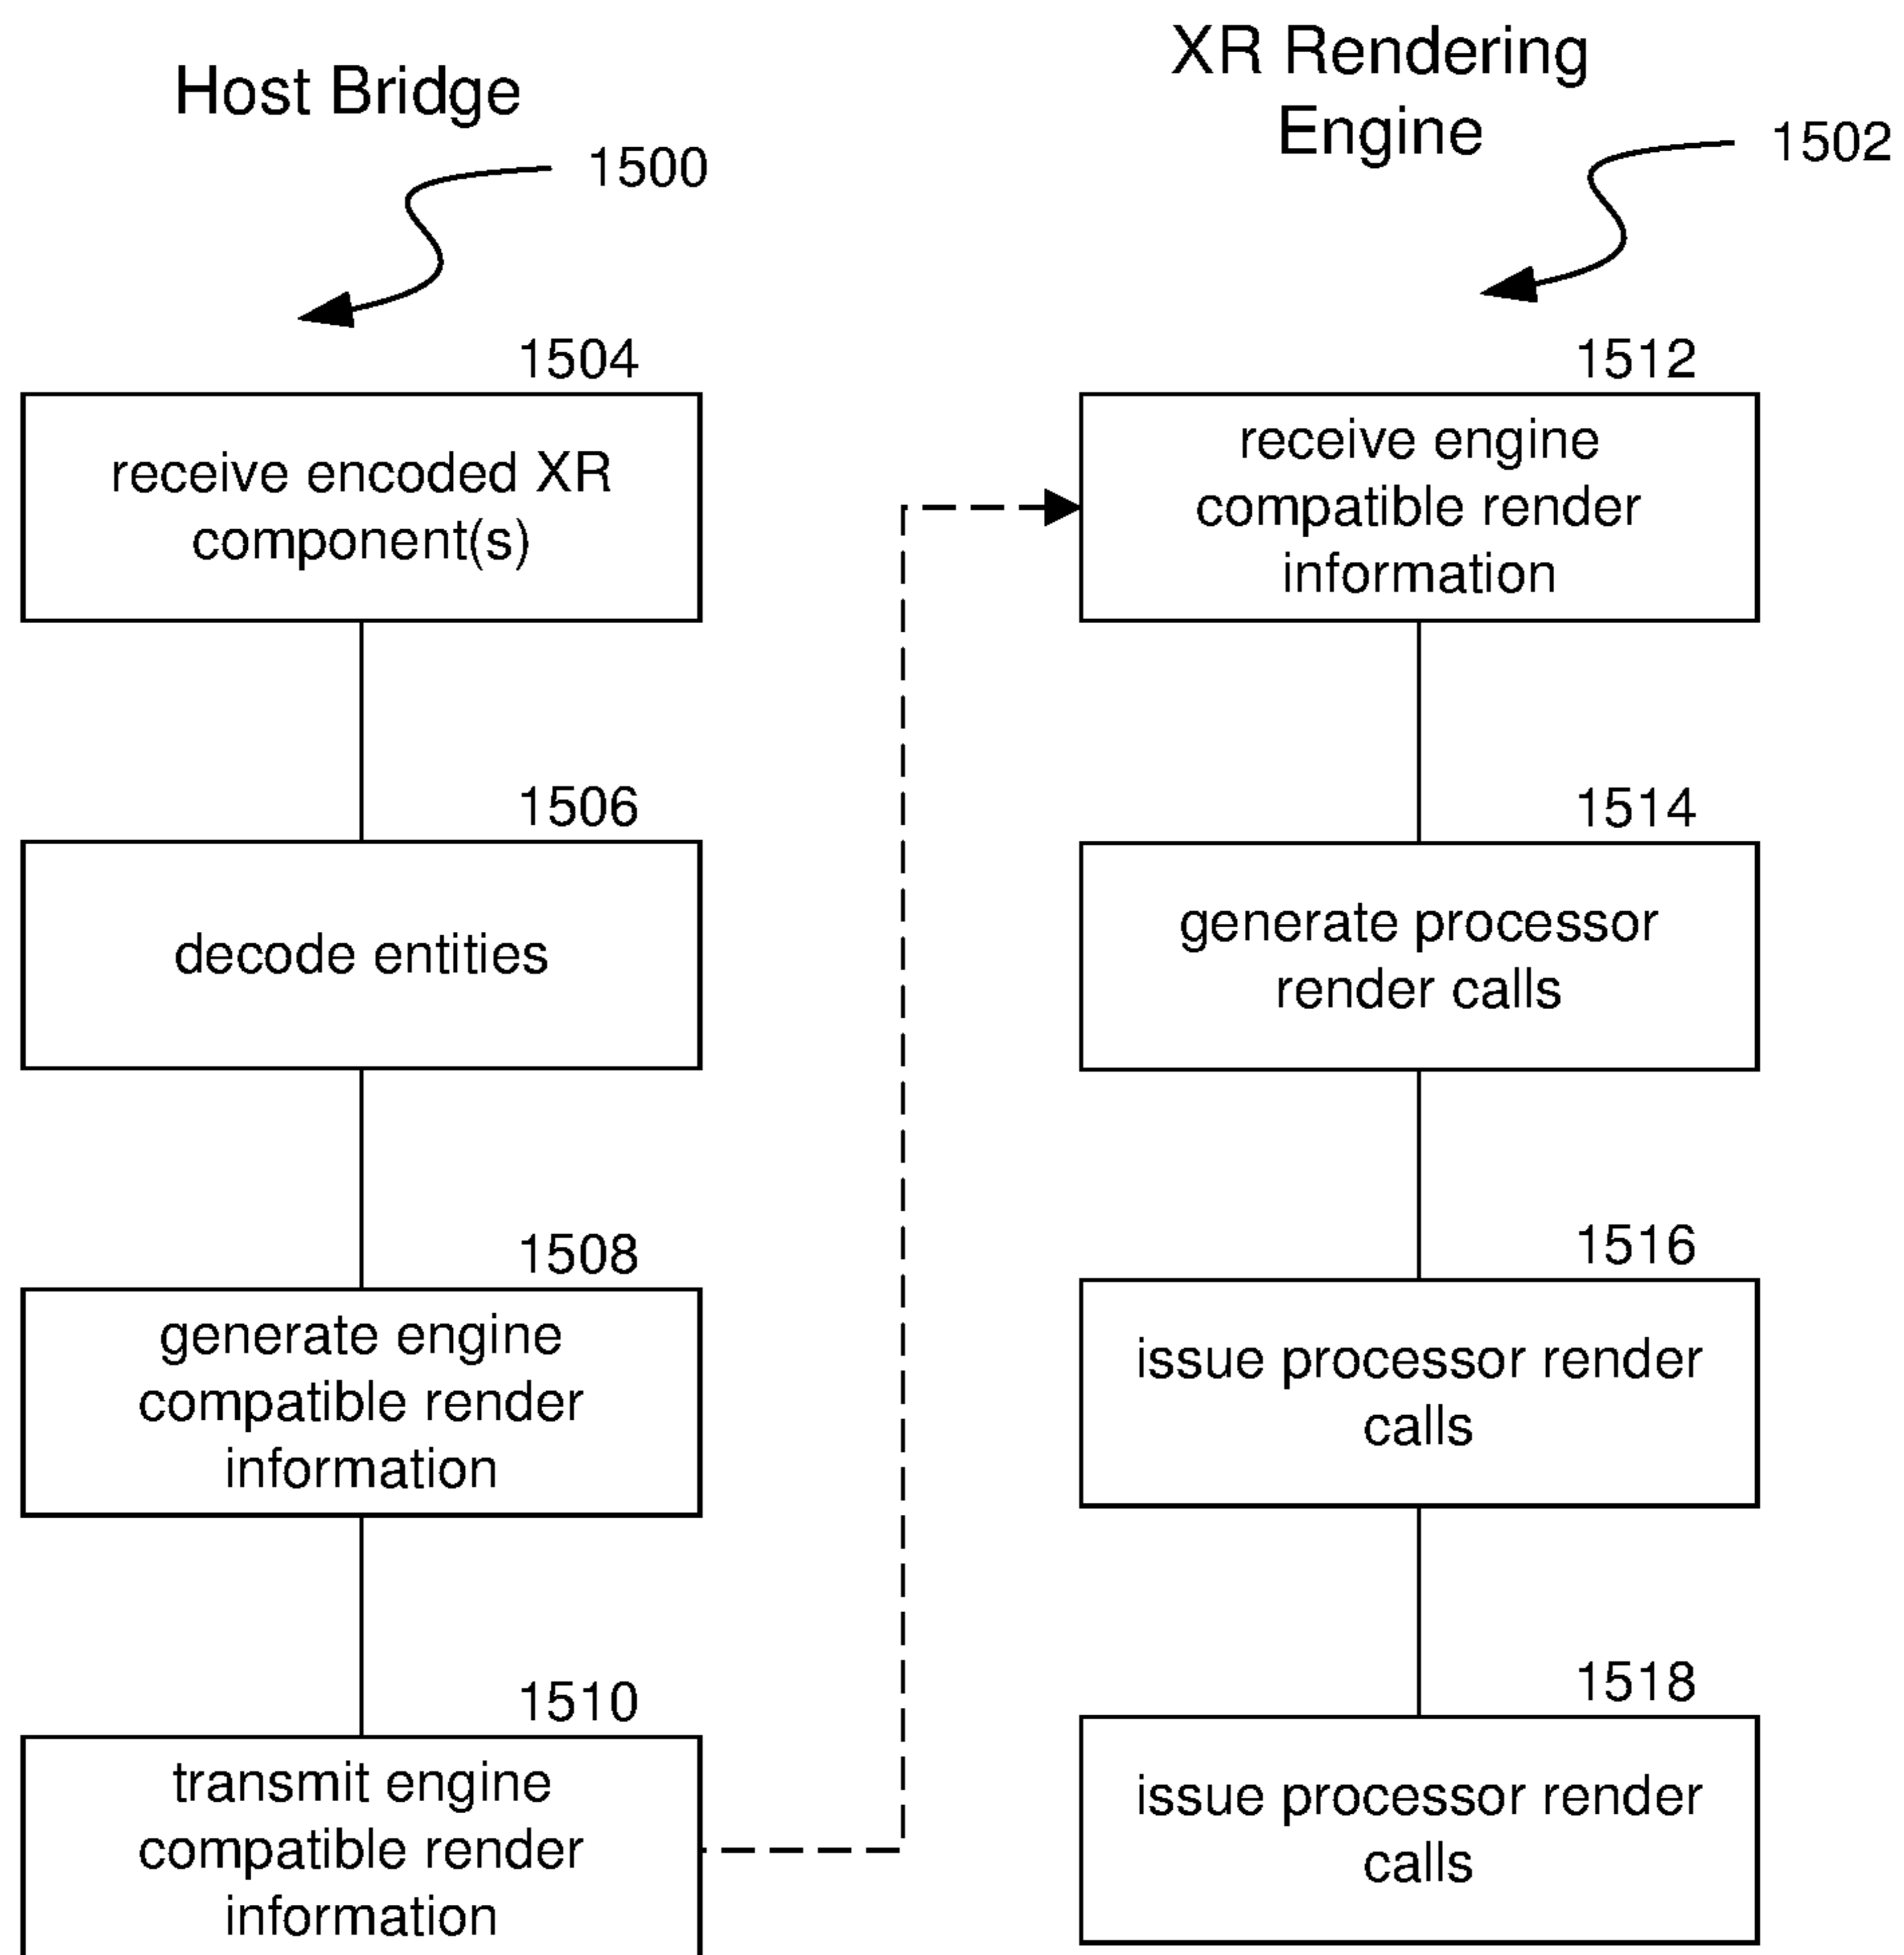 Host Bridge
1500
1504
receive encoded XR
component(s)
1506
decode entities
1508
generate engine
compatible render
information
1510
transmit engine
compatible render
information
XR Rendering
Engine
1502
1512
receive engine
compatible render
information
1514
generate processor
render calls
1516
issue processor render
calls
1518
issue processor render
calls